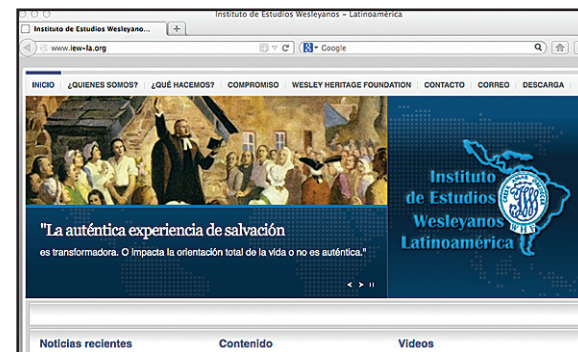 Instituto de Estudios Wesleyanos – Latinoamérica
Instituto de Estudios Wesleyano...
www.iew-la.org
Google
INICIO ¿QUIENES SOMOS? ¿QUÉ HACEMOS? COMPROMISO WESLEY HERITAGE FOUNDATION CONTACTO CORREO DESCARGA
Instituto
de Estudios
Wesleyanos
Latinoamérica
WHF
"La auténtica experiencia de salvación
es transformadora. O impacta la orientación total de la vida o no es auténtica."
Noticias recientes Contenido Videos